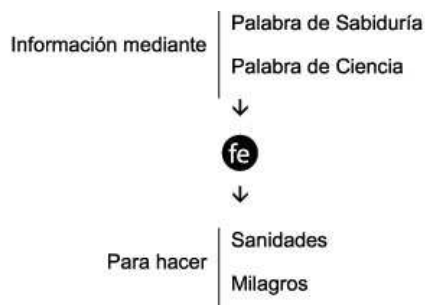 Información mediante
Palabra de Sabiduría
Palabra de Ciencia
fe
Para hacer
Sanidades
Milagros